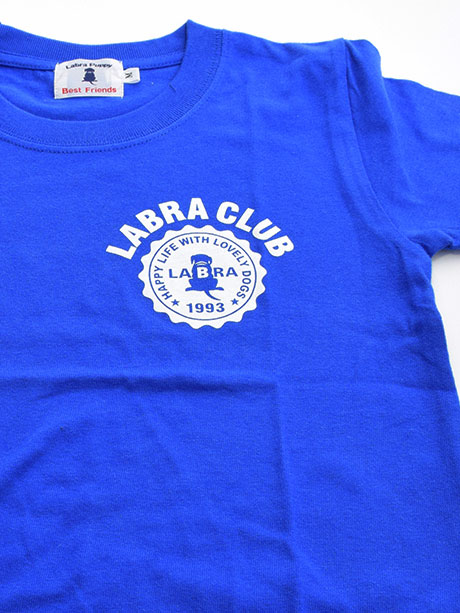 Labra Puppy
Best Friends
M
LABRA CLUB
HAPPY LIFE WITH LOVELY DOGS
LABRA
★ 1993 ★